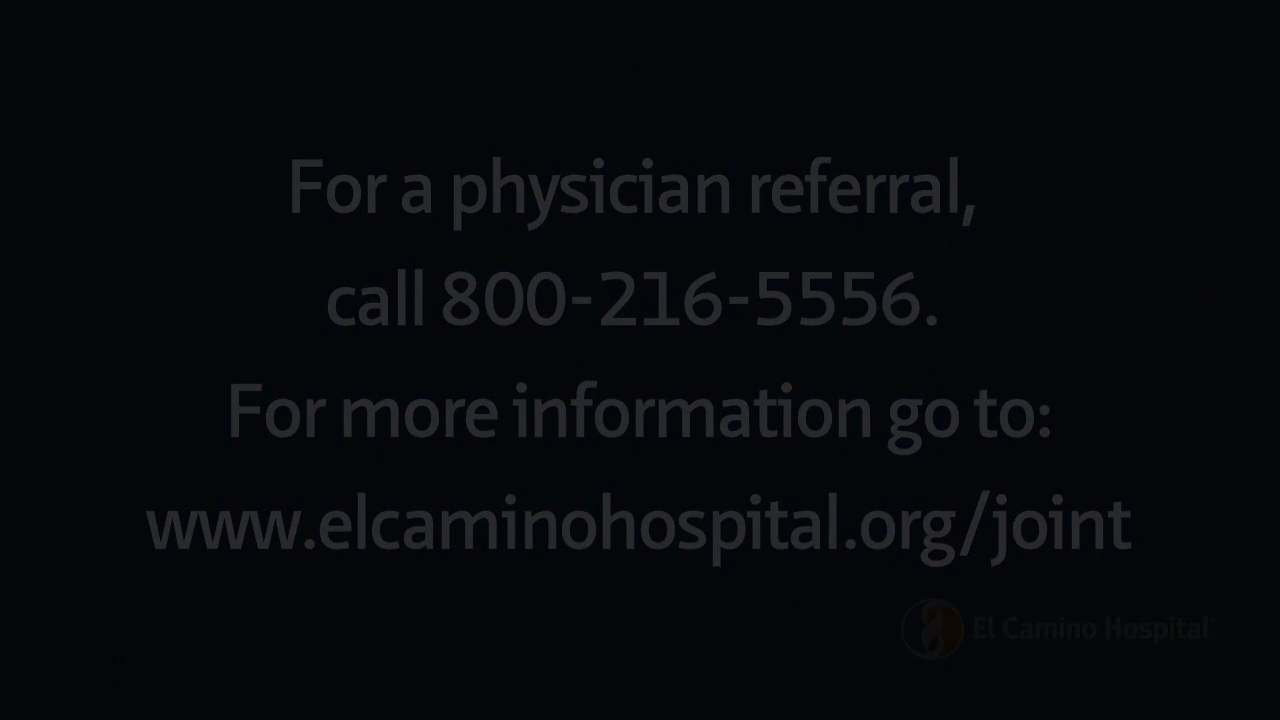 For a physician referral,
call 800-216-5556.
For more information go to:
www.elcaminohospital.org/joint
El Camino Hospital